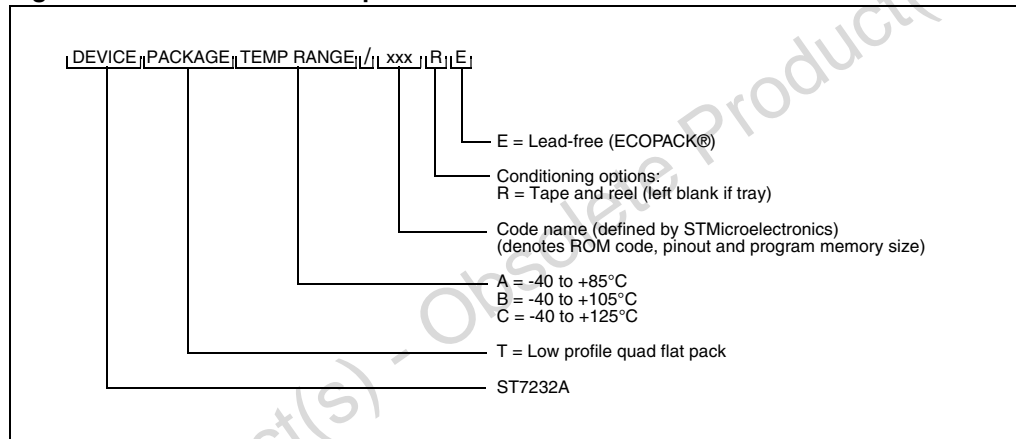 DEVICE PACKAGE TEMP RANGE / xxx R E
E = Lead-free (ECOPACK®)
Conditioning options:
R = Tape and reel (left blank if tray)
Code name (defined by STMicroelectronics)
(denotes ROM code, pinout and program memory size)
A = -40 to +85°C
B = -40 to +105°C
C = -40 to +125°C
T = Low profile quad flat pack
ST7232A
Obsolete Product(